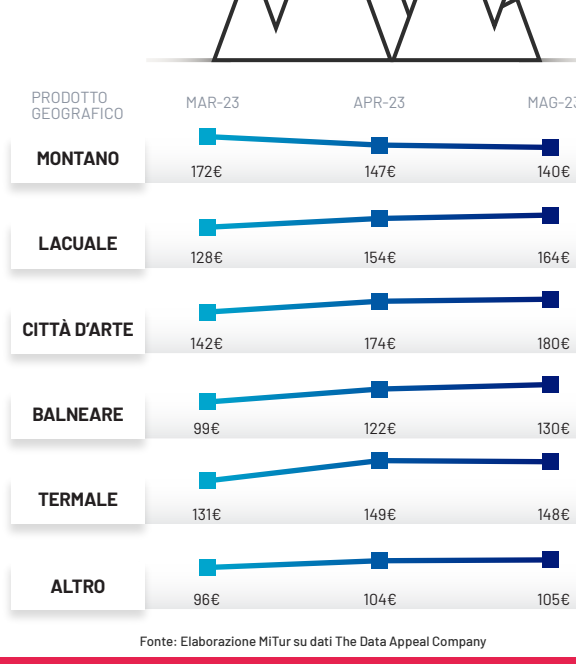 PRODOTTO
GEOGRAFICO
MAR-23 APR-23 MAG-23
MONTANO
172€ 147€ 140€
LACUALE
128€ 154€ 164€
CITTÀ D'ARTE
142€ 174€ 180€
BALNEARE
99€ 122€ 130€
TERMALE
131€ 149€ 148€
ALTRO
96€ 104€ 105€
Fonte: Elaborazione MiTur su dati The Data Appeal Company